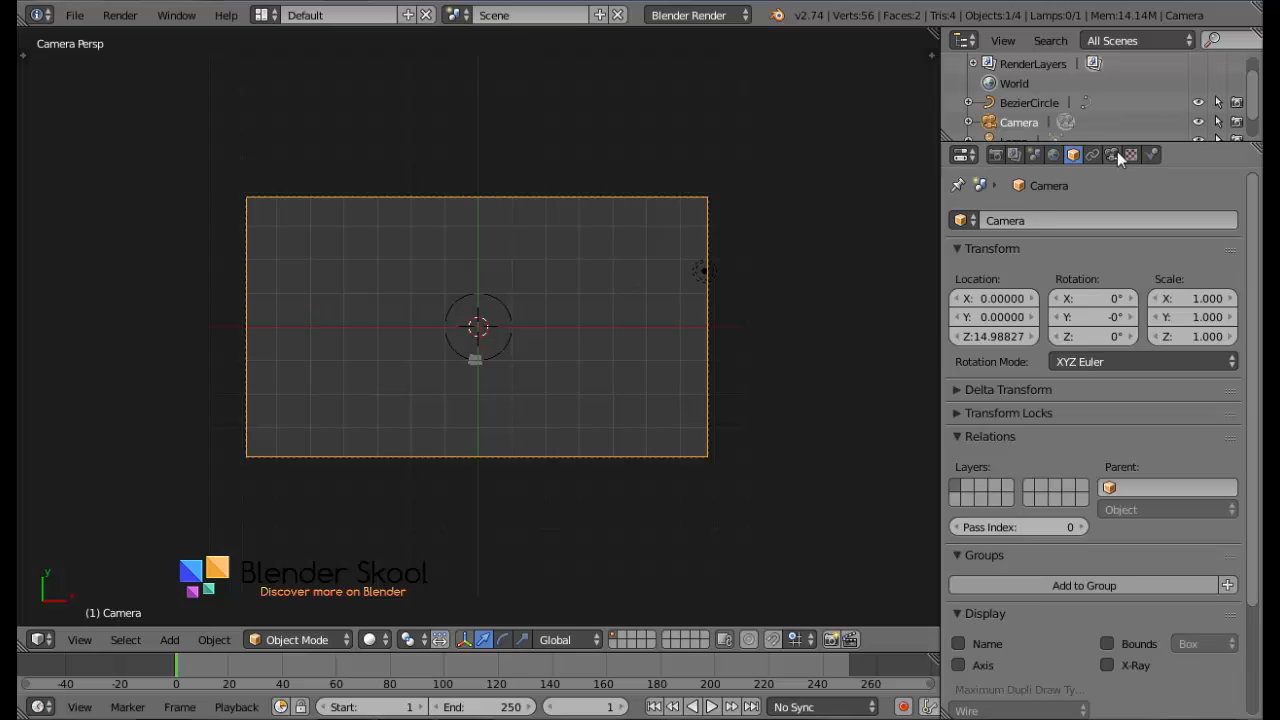 File Render Window Help Default Scene Blender Render v2.74 | Verts:56 | Faces:2 | Tris:4 | Objects:1/4 | Lamps:0/1 | Mem:14.14M | Camera
Camera Persp
View Search All Scenes
RenderLayers
World
BezierCircle
Camera
Camera
Camera
Transform
Location: Rotation: Scale:
X: 0.00000 X: 0° X: 1.000
Y: 0.00000 Y: -0° Y: 1.000
Z:14.98827 Z: 0° Z: 1.000
Rotation Mode: XYZ Euler
Delta Transform
Transform Locks
Relations
Layers: Parent:
Object
Pass Index: 0
Groups
Add to Group
Display
Name Bounds Box
Axis X-Ray
Maximum Dupli Draw Ty...
Wire
Blender Skool
Discover more on Blender
y
x
(1) Camera
View Select Add Object Object Mode Global
-40 -20 0 20 40 60 80 100 120 140 160 180 200 220 240 260
View Marker Frame Playback Start: 1 End: 250 1 No Sync